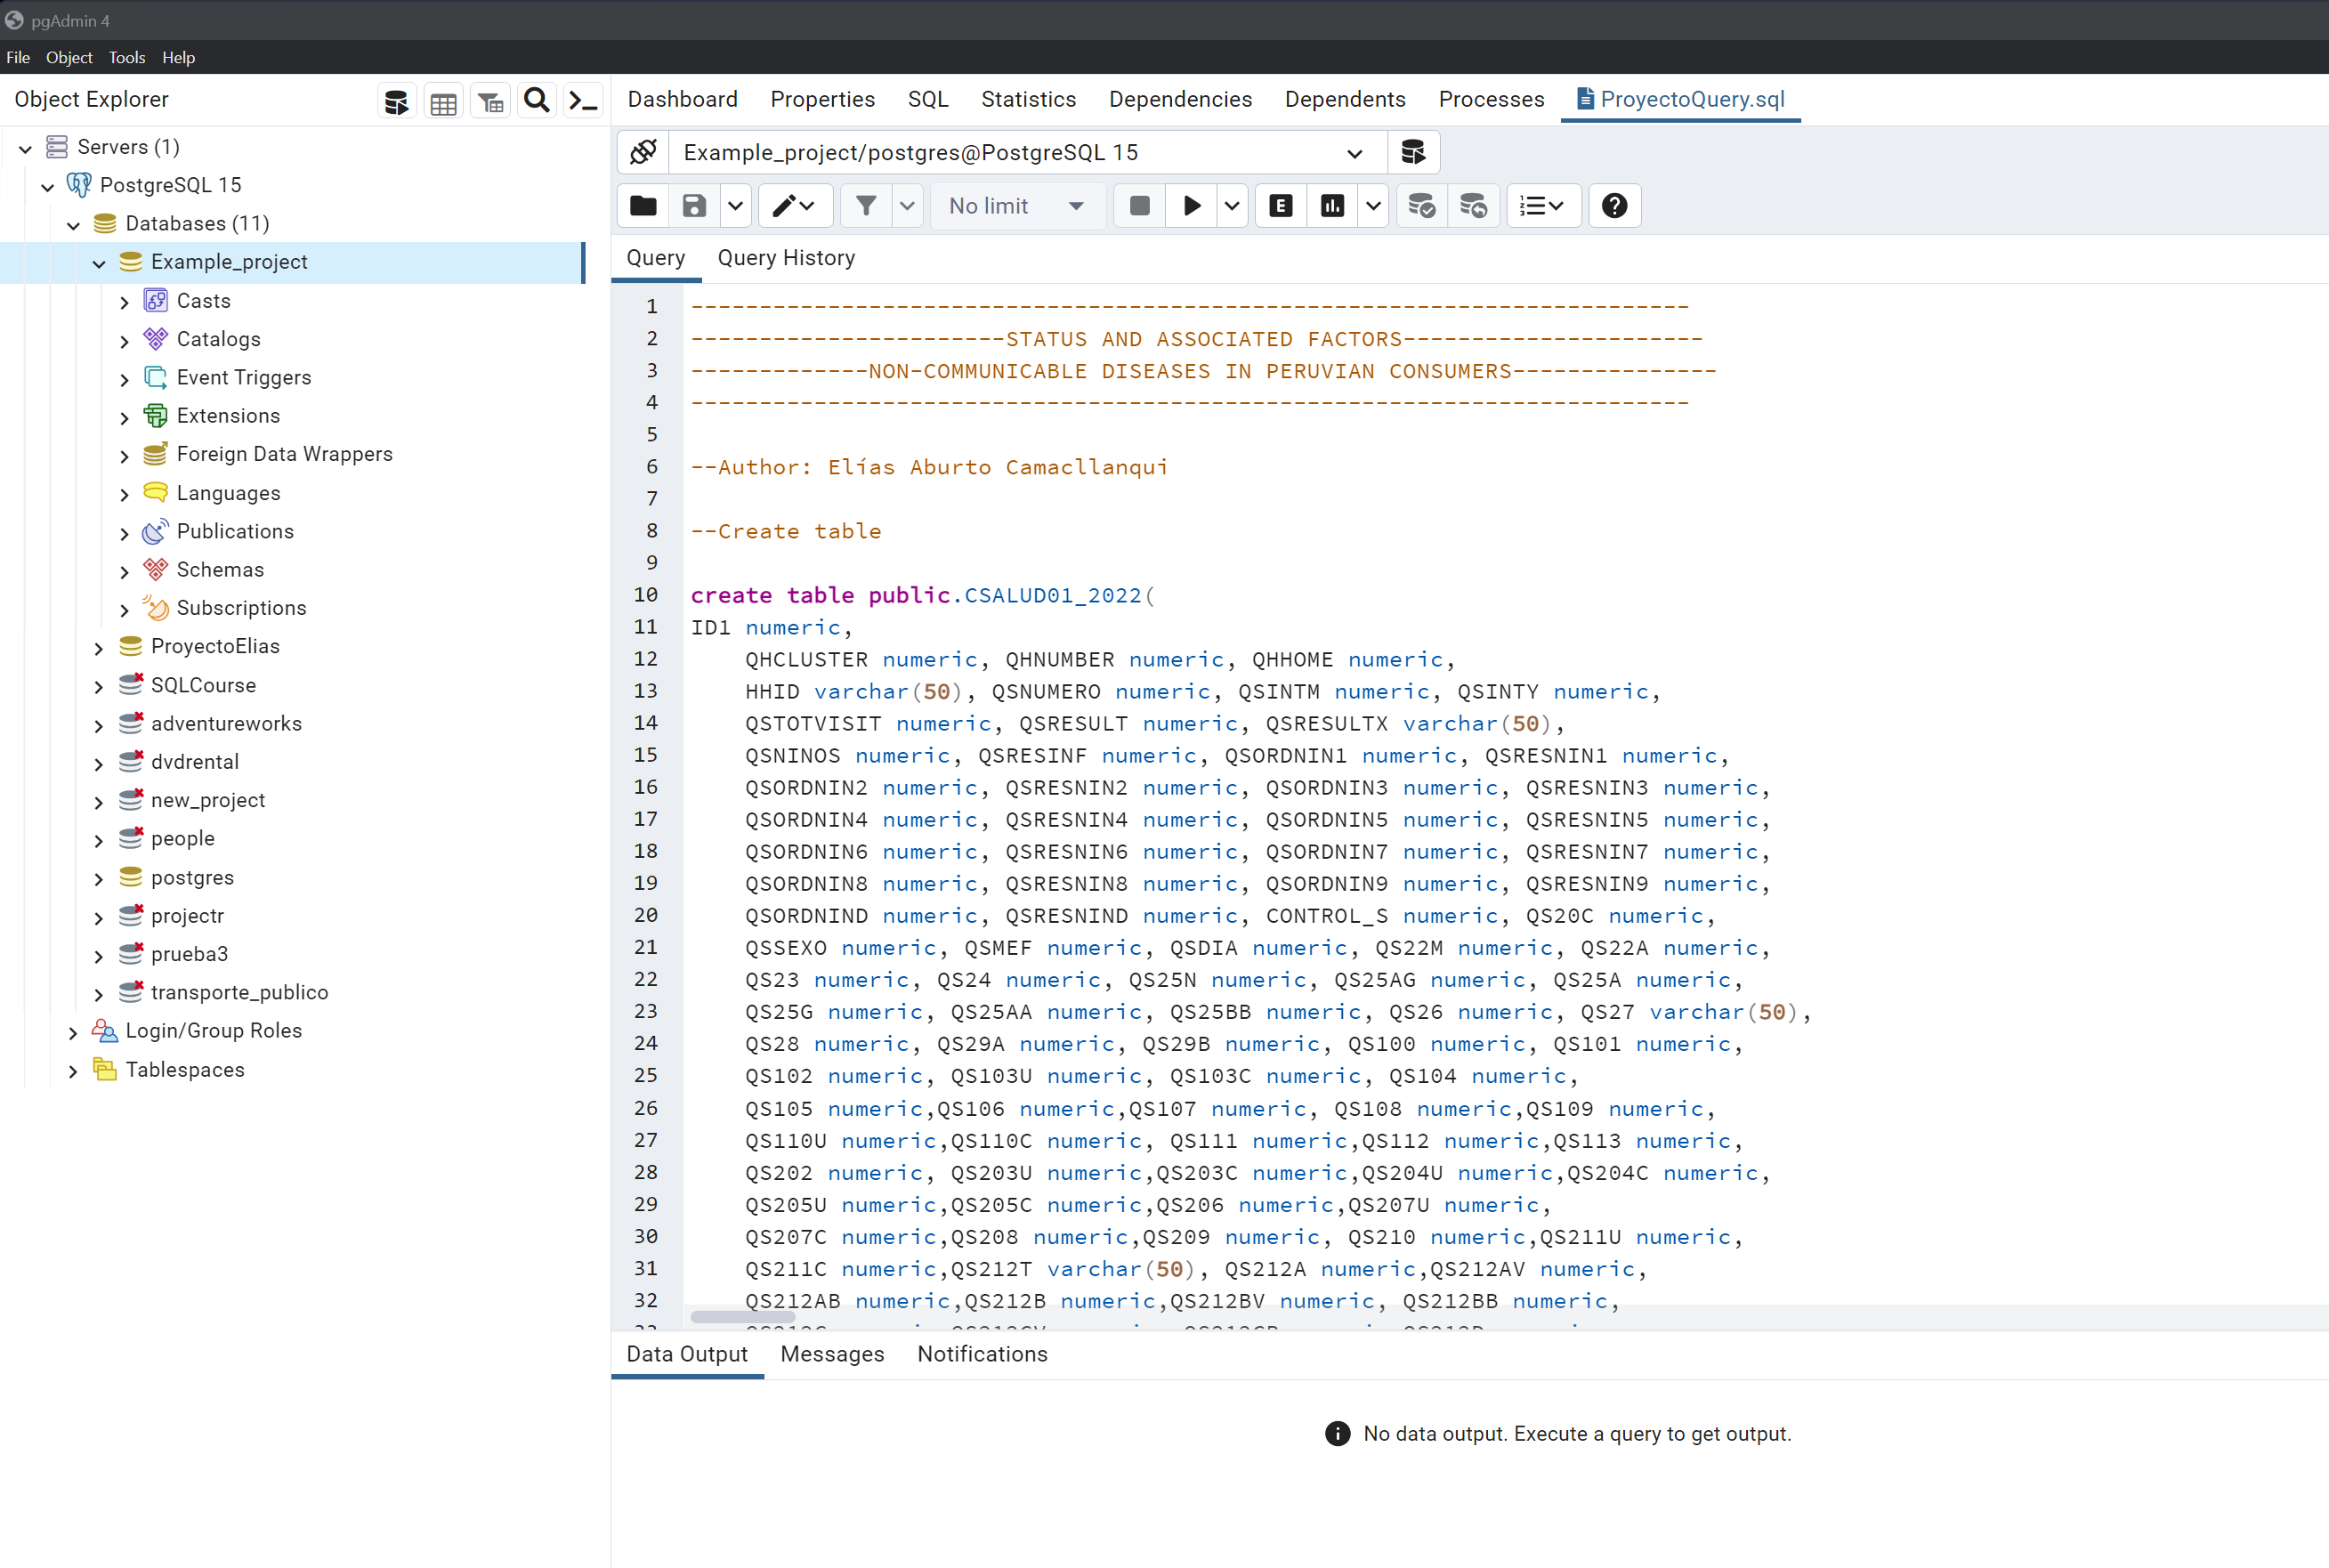 pgAdmin 4
File Object Tools Help
Object Explorer
Dashboard Properties SQL Statistics Dependencies Dependents Processes ProyectoQuery.sql
Servers (1)
PostgreSQL 15
Databases (11)
Example_project
Casts
Catalogs
Event Triggers
Extensions
Foreign Data Wrappers
Languages
Publications
Schemas
Subscriptions
ProyectoElias
SQLCourse
adventureworks
dvdrental
new_project
people
postgres
projectr
prueba3
transporte_publico
Login/Group Roles
Tablespaces
Example_project/postgres@PostgreSQL 15
No limit
E
Query Query History
1 -------------------------------------------------------------------------
2 -----------------------STATUS AND ASSOCIATED FACTORS----------------------
3 -------------NON-COMMUNICABLE DISEASES IN PERUVIAN CONSUMERS---------------
4 -------------------------------------------------------------------------
5
6 --Author: Elías Aburto Camacllanqui
7
8 --Create table
9
10 create table public.CSALUD01_2022(
11 ID1 numeric,
12 QHCLUSTER numeric, QHNUMBER numeric, QHHOME numeric,
13 HHID varchar(50), QSNUMERO numeric, QSINTM numeric, QSINTY numeric,
14 QSTOTVISIT numeric, QSRESULT numeric, QSRESULTX varchar(50),
15 QSNINOS numeric, QSRESINF numeric, QSORDNIN1 numeric, QSRESNIN1 numeric,
16 QSORDNIN2 numeric, QSRESNIN2 numeric, QSORDNIN3 numeric, QSRESNIN3 numeric,
17 QSORDNIN4 numeric, QSRESNIN4 numeric, QSORDNIN5 numeric, QSRESNIN5 numeric,
18 QSORDNIN6 numeric, QSRESNIN6 numeric, QSORDNIN7 numeric, QSRESNIN7 numeric,
19 QSORDNIN8 numeric, QSRESNIN8 numeric, QSORDNIN9 numeric, QSRESNIN9 numeric,
20 QSORDNIND numeric, QSRESNIND numeric, CONTROL_S numeric, QS20C numeric,
21 QSSEXO numeric, QSMEF numeric, QSDIA numeric, QS22M numeric, QS22A numeric,
22 QS23 numeric, QS24 numeric, QS25N numeric, QS25AG numeric, QS25A numeric,
23 QS25G numeric, QS25AA numeric, QS25BB numeric, QS26 numeric, QS27 varchar(50),
24 QS28 numeric, QS29A numeric, QS29B numeric, QS100 numeric, QS101 numeric,
25 QS102 numeric, QS103U numeric, QS103C numeric, QS104 numeric,
26 QS105 numeric,QS106 numeric,QS107 numeric, QS108 numeric,QS109 numeric,
27 QS110U numeric,QS110C numeric, QS111 numeric,QS112 numeric,QS113 numeric,
28 QS202 numeric, QS203U numeric,QS203C numeric,QS204U numeric,QS204C numeric,
29 QS205U numeric,QS205C numeric,QS206 numeric,QS207U numeric,
30 QS207C numeric,QS208 numeric,QS209 numeric, QS210 numeric,QS211U numeric,
31 QS211C numeric,QS212T varchar(50), QS212A numeric,QS212AV numeric,
32 QS212AB numeric,QS212B numeric,QS212BV numeric, QS212BB numeric,
Data Output Messages Notifications
No data output. Execute a query to get output.